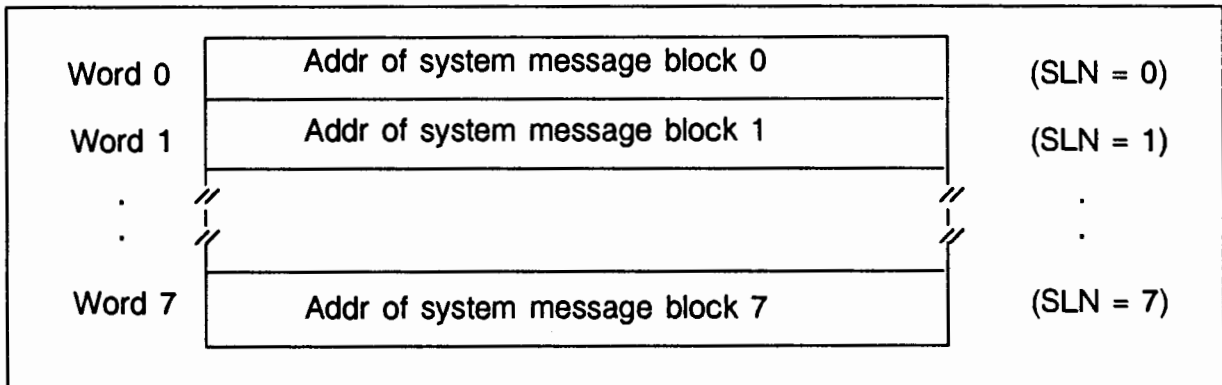 Word 0 Addr of system message block 0 (SLN = 0)
Word 1 Addr of system message block 1 (SLN = 1)
. .
. .
Word 7 Addr of system message block 7 (SLN = 7)